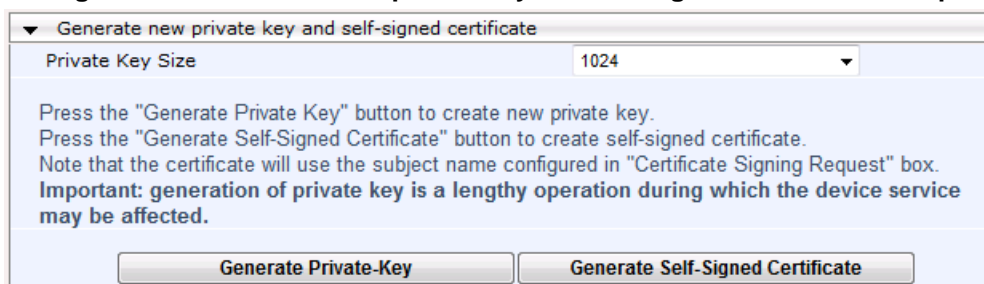 Generate new private key and self-signed certificate
Private Key Size 1024
Press the "Generate Private Key" button to create new private key.
Press the "Generate Self-Signed Certificate" button to create self-signed certificate.
Note that the certificate will use the subject name configured in "Certificate Signing Request" box.
Important: generation of private key is a lengthy operation during which the device service
may be affected.
Generate Private-Key Generate Self-Signed Certificate